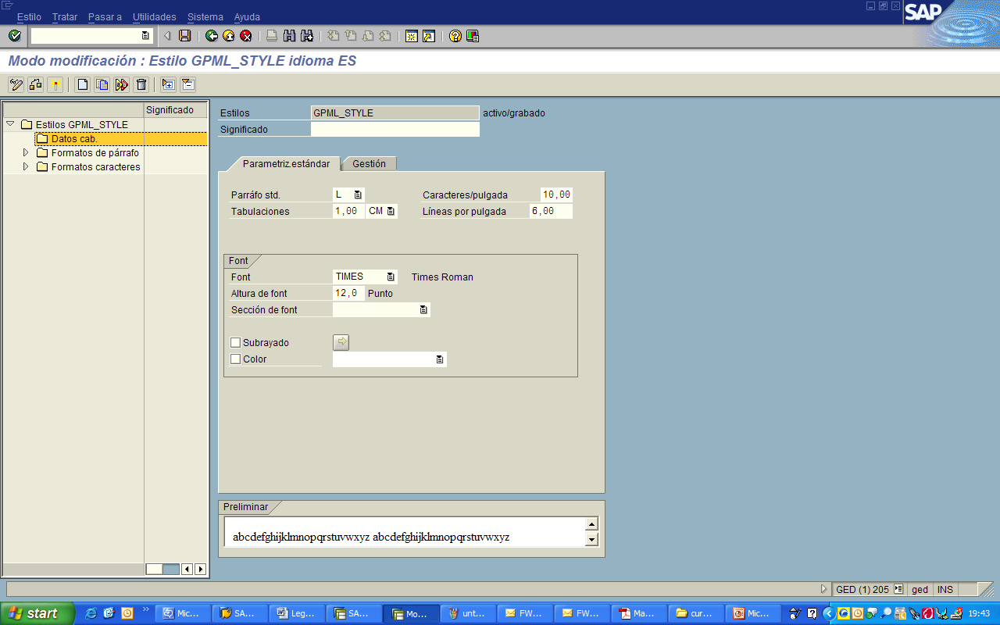 Estilo Tratar Pasar a Utilidades Sistema Ayuda
SAP
Modo modificación : Estilo GPML_STYLE idioma ES
Significado
Estilos GPML_STYLE
Datos cab.
Formatos de párrafo
Formatos caracteres
Estilos GPML_STYLE activo/grabado
Significado
Parametriz.estándar Gestión
Parráfo std. L Caracteres/pulgada 10,00
Tabulaciones 1,00 CM Líneas por pulgada 6,00
Font
Font TIMES Times Roman
Altura de font 12,0 Punto
Sección de font
Subrayado
Color
Preliminar
abcdefghijklmnopqrstuvwxyz abcdefghijklmnopqrstuvwxyz
GED (1) 205 ged INS
start Mic... SA... Leg... SA... Mo... unt... FW... FW... Ma... cur... Mic... 19:43